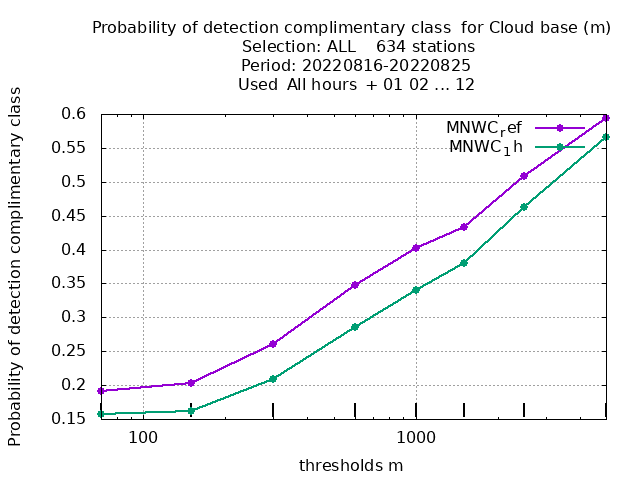 Probability of detection complimentary class  for Cloud base (m)
Selection: ALL    634 stations
Period: 20220816-20220825
Used  All hours  + 01 02 ... 12
Probability of detection complimentary class
0.6
0.55
0.5
0.45
0.4
0.35
0.3
0.25
0.2
0.15
MNWCref
MNWC1h
100
1000
thresholds m